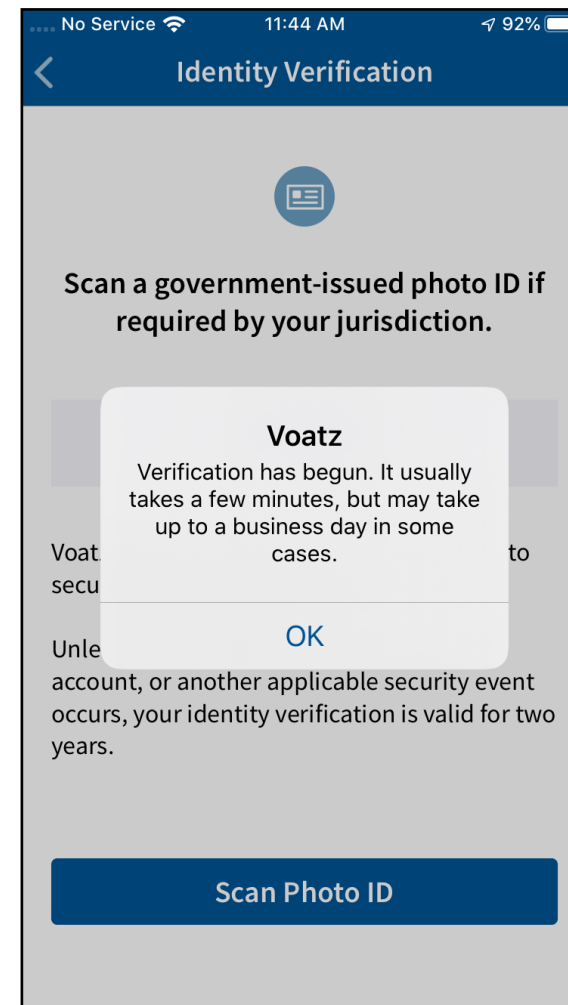 No Service 11:44 AM 92%
Identity Verification
Scan a government-issued photo ID if
required by your jurisdiction.
Voatz
Verification has begun. It usually
takes a few minutes, but may take
up to a business day in some
cases.
OK
to
secu
Unle
account, or another applicable security event
occurs, your identity verification is valid for two
years.
Scan Photo ID